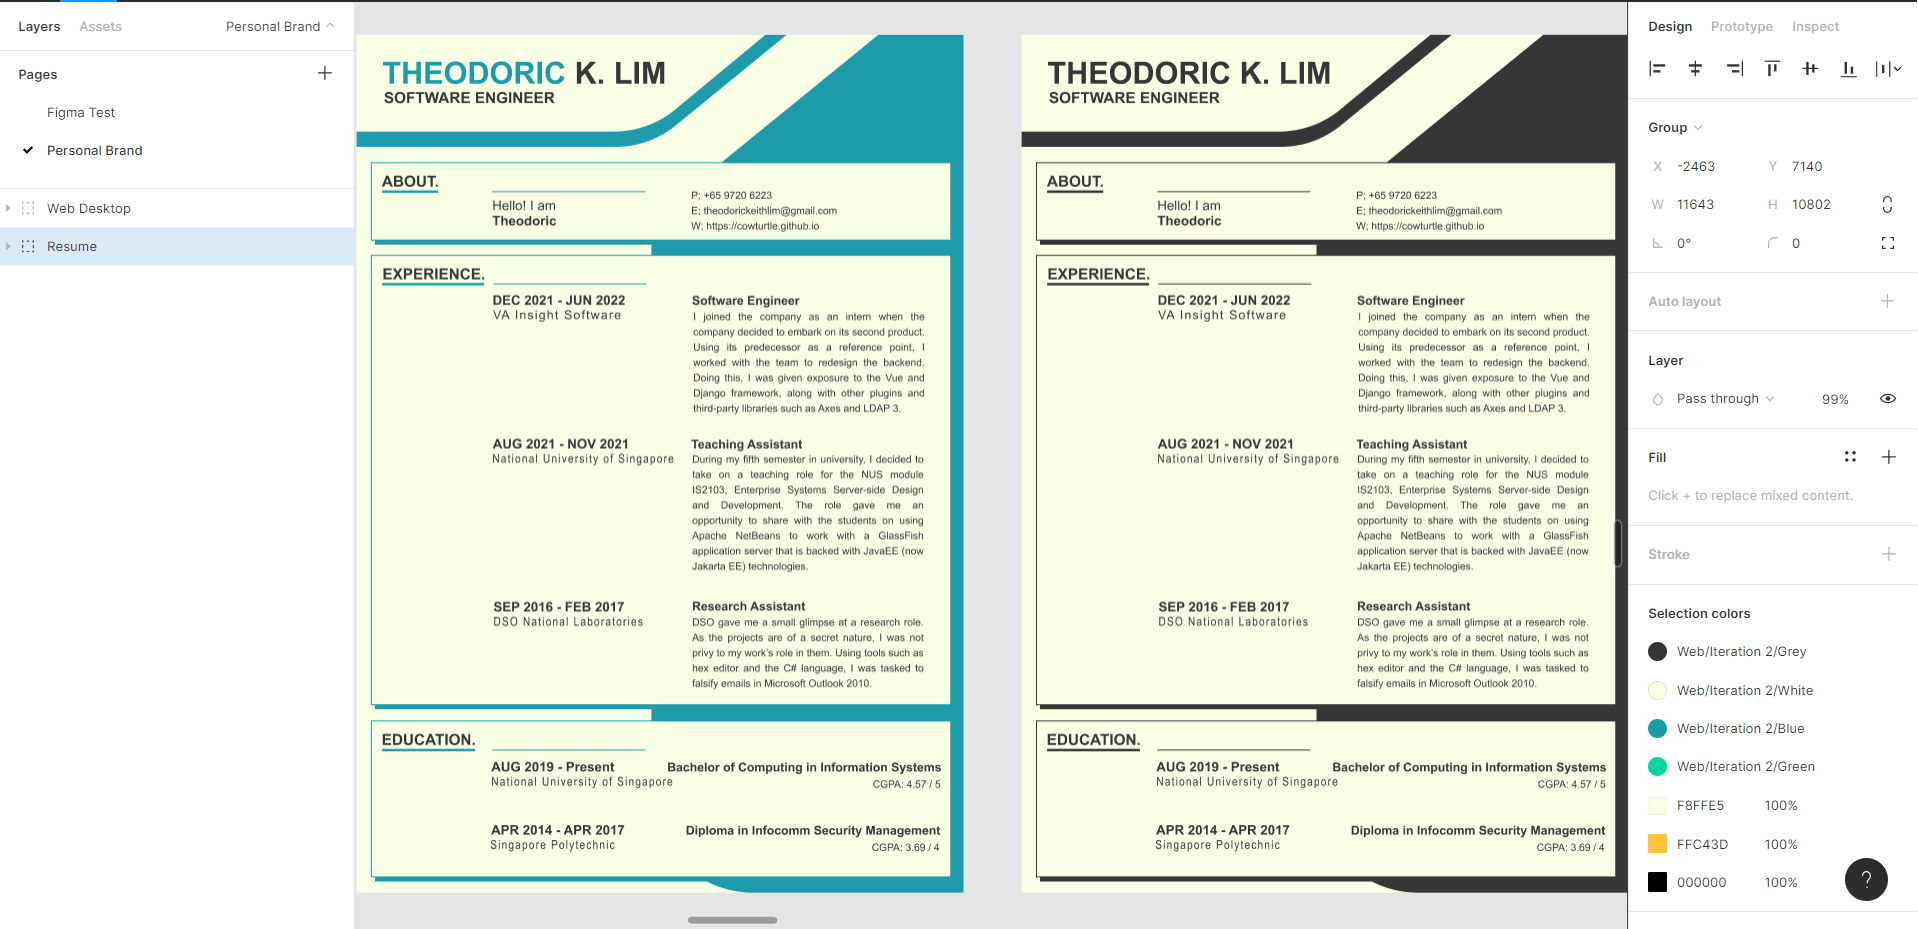 Layers Assets Personal Brand
Pages
Figma Test
Personal Brand
Web Desktop
Resume
THEODORIC K. LIM
SOFTWARE ENGINEER
ABOUT.
Hello! I am
Theodoric
P; +65 9720 6223
E; theodorickeithlim@gmail.com
W; https://cowturtle.github.io
EXPERIENCE.
DEC 2021 - JUN 2022
VA Insight Software
Software Engineer
I joined the company as an intern when the
company decided to embark on its second product.
Using its predecessor as a reference point, I
worked with the team to redesign the backend.
Doing this, I was given exposure to the Vue and
Django framework, along with other plugins and
third-party libraries such as Axes and LDAP 3.
AUG 2021 - NOV 2021
National University of Singapore
Teaching Assistant
During my fifth semester in university, I decided to
take on a teaching role for the NUS module
IS2103, Enterprise Systems Server-side Design
and Development. The role gave me an
opportunity to share with the students on using
Apache NetBeans to work with a GlassFish
application server that is backed with JavaEE (now
Jakarta EE) technologies.
SEP 2016 - FEB 2017
DSO National Laboratories
Research Assistant
DSO gave me a small glimpse at a research role.
As the projects are of a secret nature, I was not
privy to my work's role in them. Using tools such as
hex editor and the C# language, I was tasked to
falsify emails in Microsoft Outlook 2010.
EDUCATION.
AUG 2019 - Present
National University of Singapore
Bachelor of Computing in Information Systems
CGPA: 4.57 / 5
APR 2014 - APR 2017
Singapore Polytechnic
Diploma in Infocomm Security Management
CGPA: 3.69 / 4
THEODORIC K. LIM
SOFTWARE ENGINEER
ABOUT.
Hello! I am
Theodoric
P; +65 9720 6223
E; theodorickeithlim@gmail.com
W; https://cowturtle.github.io
EXPERIENCE.
DEC 2021 - JUN 2022
VA Insight Software
Software Engineer
I joined the company as an intern when the
company decided to embark on its second product.
Using its predecessor as a reference point, I
worked with the team to redesign the backend.
Doing this, I was given exposure to the Vue and
Django framework, along with other plugins and
third-party libraries such as Axes and LDAP 3.
AUG 2021 - NOV 2021
National University of Singapore
Teaching Assistant
During my fifth semester in university, I decided to
take on a teaching role for the NUS module
IS2103, Enterprise Systems Server-side Design
and Development. The role gave me an
opportunity to share with the students on using
Apache NetBeans to work with a GlassFish
application server that is backed with JavaEE (now
Jakarta EE) technologies.
SEP 2016 - FEB 2017
DSO National Laboratories
Research Assistant
DSO gave me a small glimpse at a research role.
As the projects are of a secret nature, I was not
privy to my work's role in them. Using tools such as
hex editor and the C# language, I was tasked to
falsify emails in Microsoft Outlook 2010.
EDUCATION.
AUG 2019 - Present
National University of Singapore
Bachelor of Computing in Information Systems
CGPA: 4.57 / 5
APR 2014 - APR 2017
Singapore Polytechnic
Diploma in Infocomm Security Management
CGPA: 3.69 / 4
Design Prototype Inspect
Group
X -2463 Y 7140
W 11643 H 10802
0° 0
Auto layout
Layer
Pass through 99%
Fill
Click + to replace mixed content.
Stroke
Selection colors
Web/Iteration 2/Grey
Web/Iteration 2/White
Web/Iteration 2/Blue
Web/Iteration 2/Green
F8FFE5 100%
FFC43D 100%
000000 100%
?